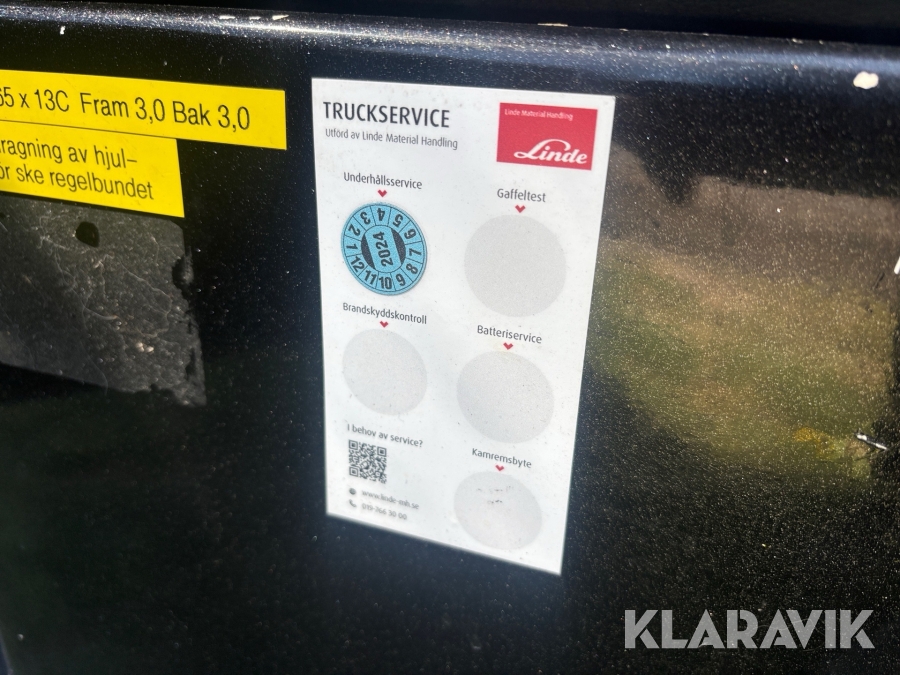 65 x 13C Fram 3,0 Bak 3,0
ragning av hjul-
ör ske regelbundet
TRUCKSERVICE
Utförd av Linde Material Handling
Linde Material Handling
Linde
Underhållsservice
Gaffeltest
1 2 3 4 5 6 7 8 9 10 11 12
2024
Brandskyddskontroll
Batteriservice
I behov av service?
Kamremsbyte
www.linde-mh.se
KLARAVIK